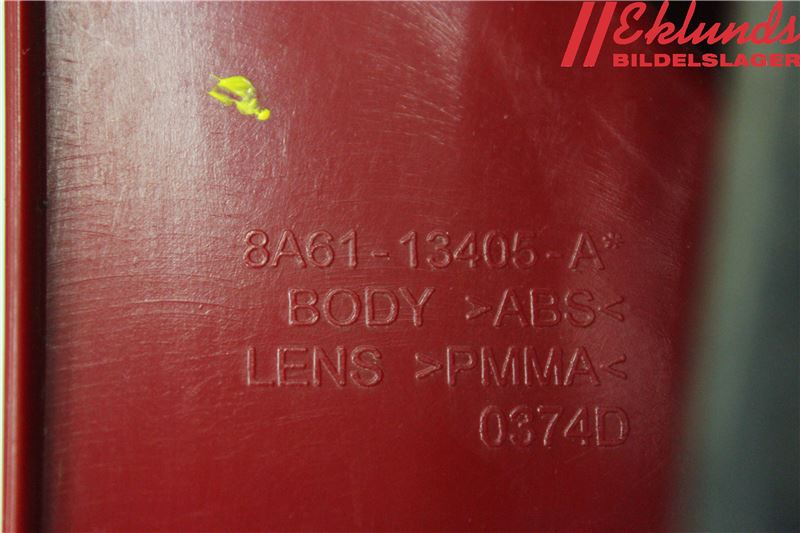 Eklunds
BILDELSLAGER
8A61-13405-A*
BODY >ABS<
LENS >PMMA<
0374D